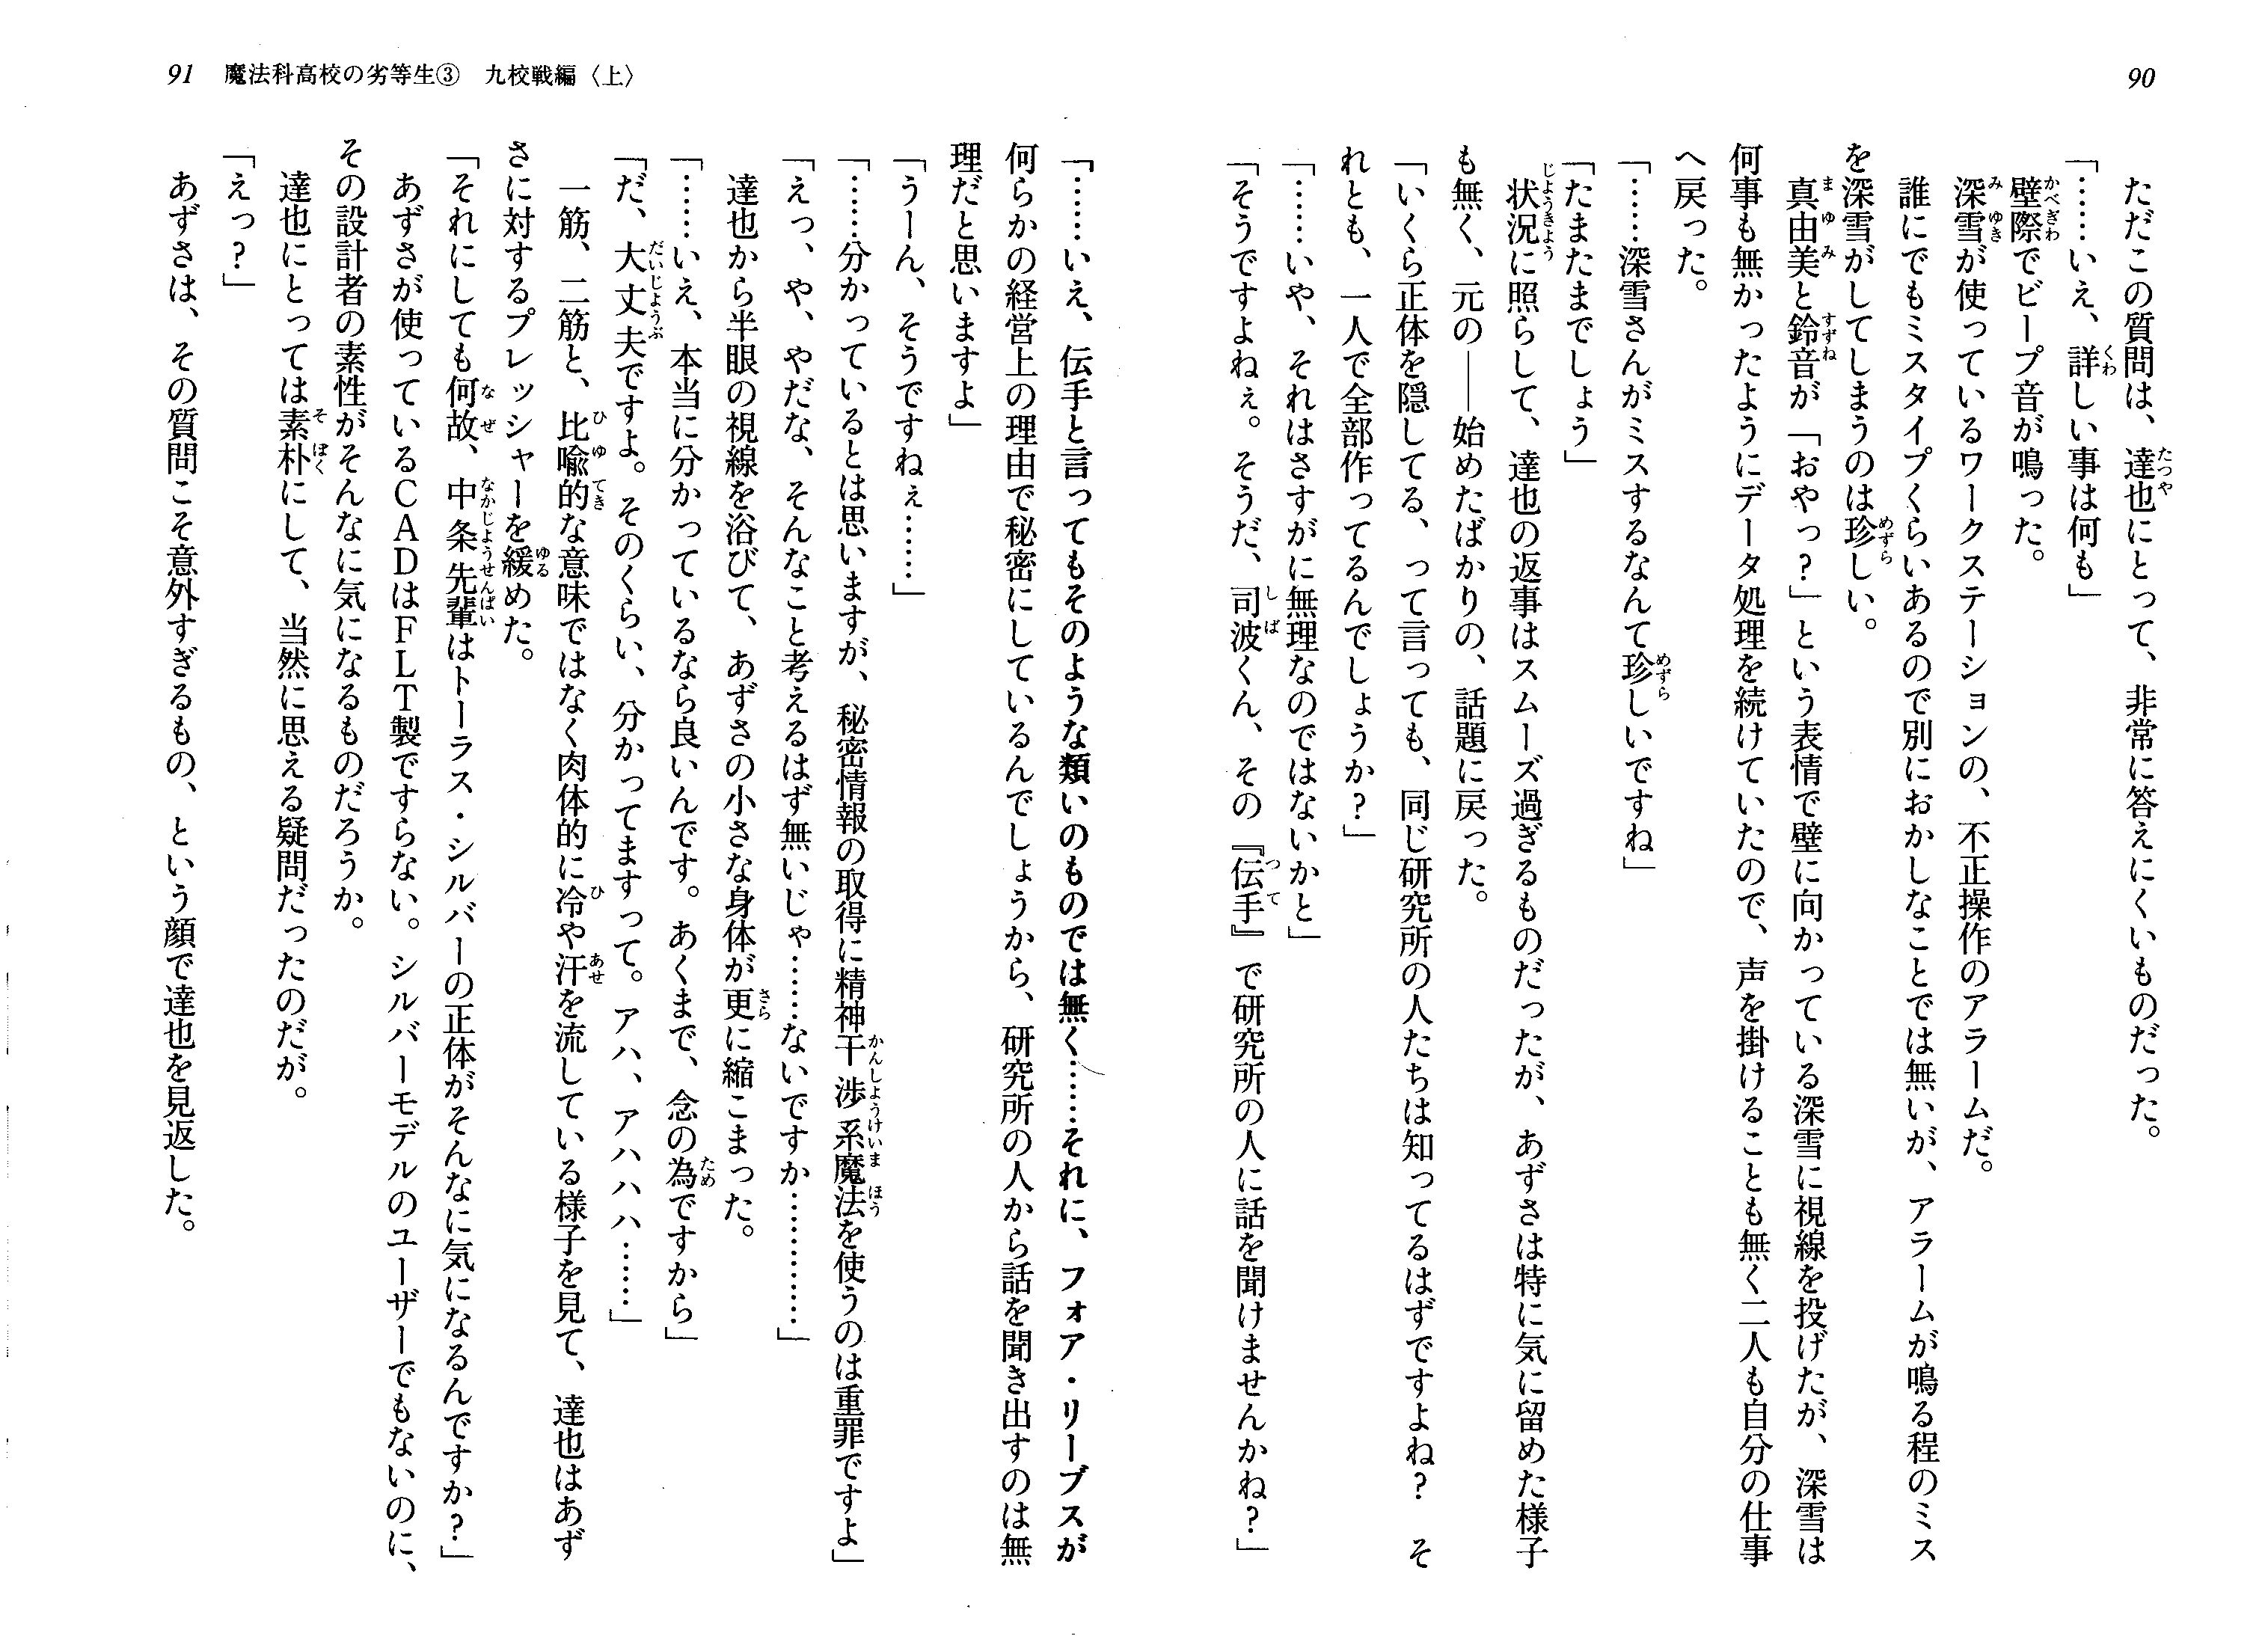 90
ただこの質問は、達也にとって、非常に答えにくいものだった。
「……いえ、詳しい事は何も」
壁際でビープ音が鳴った。
深雪が使っているワークステーションの、不正操作のアラームだ。
誰にでもミスタイプくらいあるので別におかしなことでは無いが、アラームが鳴る程のミス
を深雪がしてしまうのは珍しい。
真由美と鈴音が「おやっ？」という表情で壁に向かっている深雪に視線を投げたが、深雪は
何事も無かったようにデータ処理を続けていたので、声を掛けることも無く二人も自分の仕事
へ戻った。
「……深雪さんがミスするなんて珍しいですね」
「たまたまでしょう」
状況に照らして、達也の返事はスムーズ過ぎるものだったが、あずさは特に気に留めた様子
も無く、元の――始めたばかりの、話題に戻った。
「いくら正体を隠してる、って言っても、同じ研究所の人たちは知ってるはずですよね？　そ
れとも、一人で全部作ってるんでしょうか？」
「……いや、それはさすがに無理なのではないかと」
「そうですよねぇ。そうだ、司波くん、その『伝手』で研究所の人に話を聞けませんかね？」
91　魔法科高校の劣等生③　九校戦編〈上〉
「……いえ、伝手と言ってもそのような類いのものでは無く……それに、フォア・リーブスが
何らかの経営上の理由で秘密にしているんでしょうから、研究所の人から話を聞き出すのは無
理だと思いますよ」
「うーん、そうですねぇ……」
「……分かっているとは思いますが、秘密情報の取得に精神干渉系魔法を使うのは重罪ですよ」
「えっ、や、やだな、そんなこと考えるはず無いじゃ……ないですか…………」
達也から半眼の視線を浴びて、あずさの小さな身体が更に縮こまった。
「……いえ、本当に分かっているなら良いんです。あくまで、念の為ですから」
「だ、大丈夫ですよ。そのくらい、分かってますって。アハ、アハハハ……」
一筋、二筋と、比喩的な意味ではなく肉体的に冷や汗を流している様子を見て、達也はあず
さに対するプレッシャーを緩めた。
「それにしても何故、中条先輩はトーラス・シルバーの正体がそんなに気になるんですか？」
あずさが使っているＣＡＤはＦＬＴ製ですらない。シルバーモデルのユーザーでもないのに、
その設計者の素性がそんなに気になるものだろうか。
達也にとっては素朴にして、当然に思える疑問だったのだが。
「えっ？」
あずさは、その質問こそ意外すぎるもの、という顔で達也を見返した。